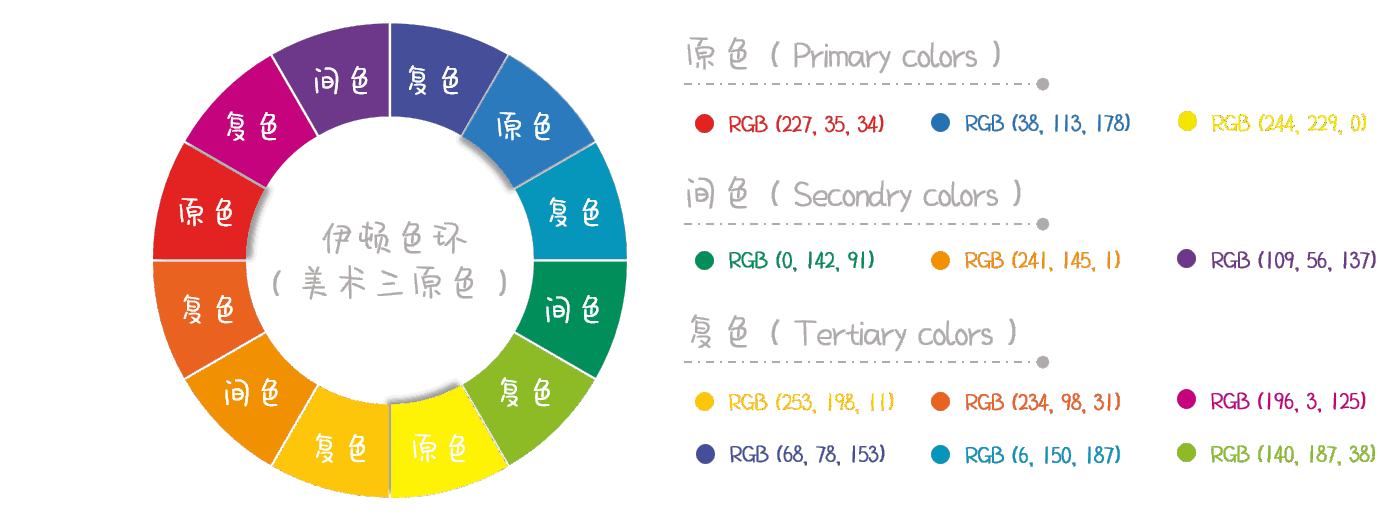 间色
复色
复色
原色
原色
复色
复色
间色
间色
复色
复色
原色
伊顿色环
(美术三原色)
原色 ( Primary colors )
RGB (227, 35, 34)
RGB (38, 113, 178)
RGB (244, 229, 0)
间色 ( Secondry colors )
RGB (0, 142, 91)
RGB (241, 145, 1)
RGB (109, 56, 137)
复色 ( Tertiary colors )
RGB (253, 198, 11)
RGB (234, 98, 31)
RGB (196, 3, 125)
RGB (68, 78, 153)
RGB (6, 150, 187)
RGB (140, 187, 38)